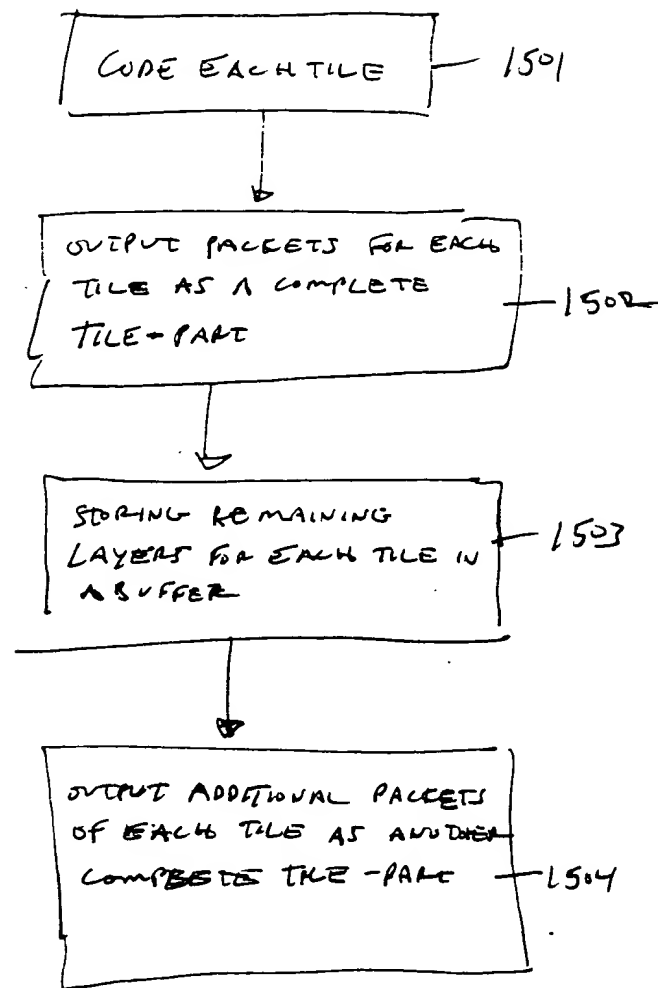 CODE EACH TILE
1501
OUTPUT PACKETS FOR EACH
TILE AS A COMPLETE
TILE-PART
1502
STORING REMAINING
LAYERS FOR EACH TILE IN
A BUFFER
1503
OUTPUT ADDITIONAL PACKETS
OF EACH TILE AS ANOTHER
COMPLETE TILE-PART
1504